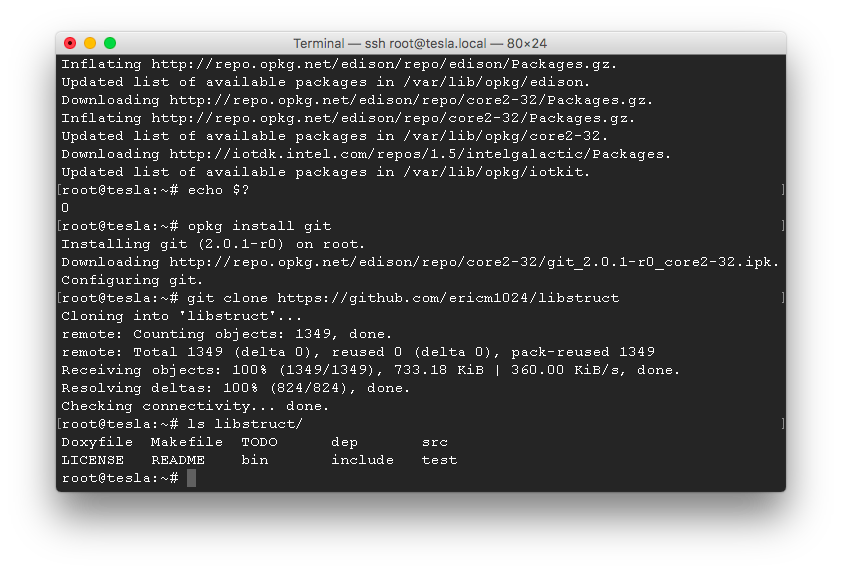 Terminal — ssh root@tesla.local — 80×24
Inflating http://repo.opkg.net/edison/repo/edison/Packages.gz.
Updated list of available packages in /var/lib/opkg/edison.
Downloading http://repo.opkg.net/edison/repo/core2-32/Packages.gz.
Inflating http://repo.opkg.net/edison/repo/core2-32/Packages.gz.
Updated list of available packages in /var/lib/opkg/core2-32.
Downloading http://iotdk.intel.com/repos/1.5/intelgalactic/Packages.
Updated list of available packages in /var/lib/opkg/iotkit.
[root@tesla:~# echo $? ]
0
[root@tesla:~# opkg install git ]
Installing git (2.0.1-r0) on root.
Downloading http://repo.opkg.net/edison/repo/core2-32/git_2.0.1-r0_core2-32.ipk.
Configuring git.
[root@tesla:~# git clone https://github.com/ericm1024/libstruct ]
Cloning into 'libstruct'...
remote: Counting objects: 1349, done.
remote: Total 1349 (delta 0), reused 0 (delta 0), pack-reused 1349
Receiving objects: 100% (1349/1349), 733.18 KiB | 360.00 KiB/s, done.
Resolving deltas: 100% (824/824), done.
Checking connectivity... done.
[root@tesla:~# ls libstruct/ ]
Doxyfile  Makefile  TODO      dep       src
LICENSE   README    bin       include   test
root@tesla:~#